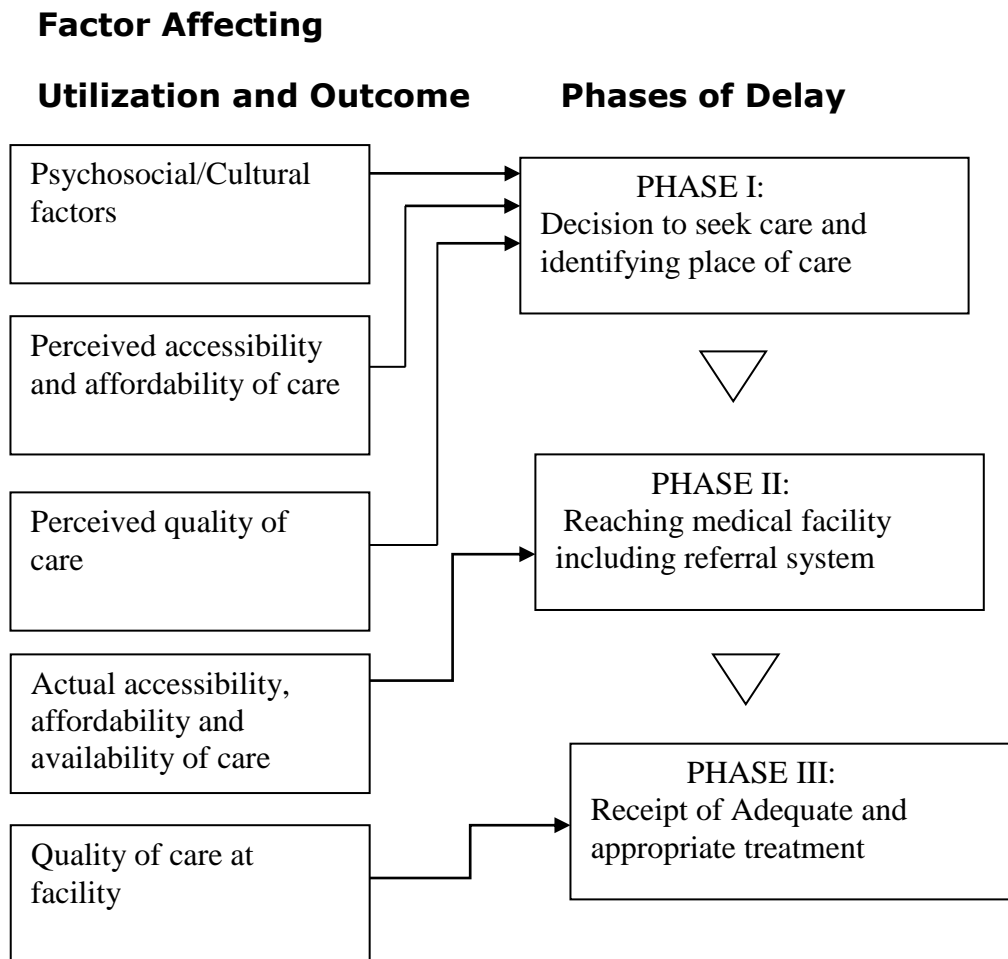 Factor Affecting
Utilization and Outcome
Phases of Delay
Psychosocial/Cultural
factors
Perceived accessibility
and affordability of care
Perceived quality of
care
Actual accessibility,
affordability and
availability of care
Quality of care at
facility
PHASE I:
Decision to seek care and
identifying place of care
PHASE II:
Reaching medical facility
including referral system
PHASE III:
Receipt of Adequate and
appropriate treatment